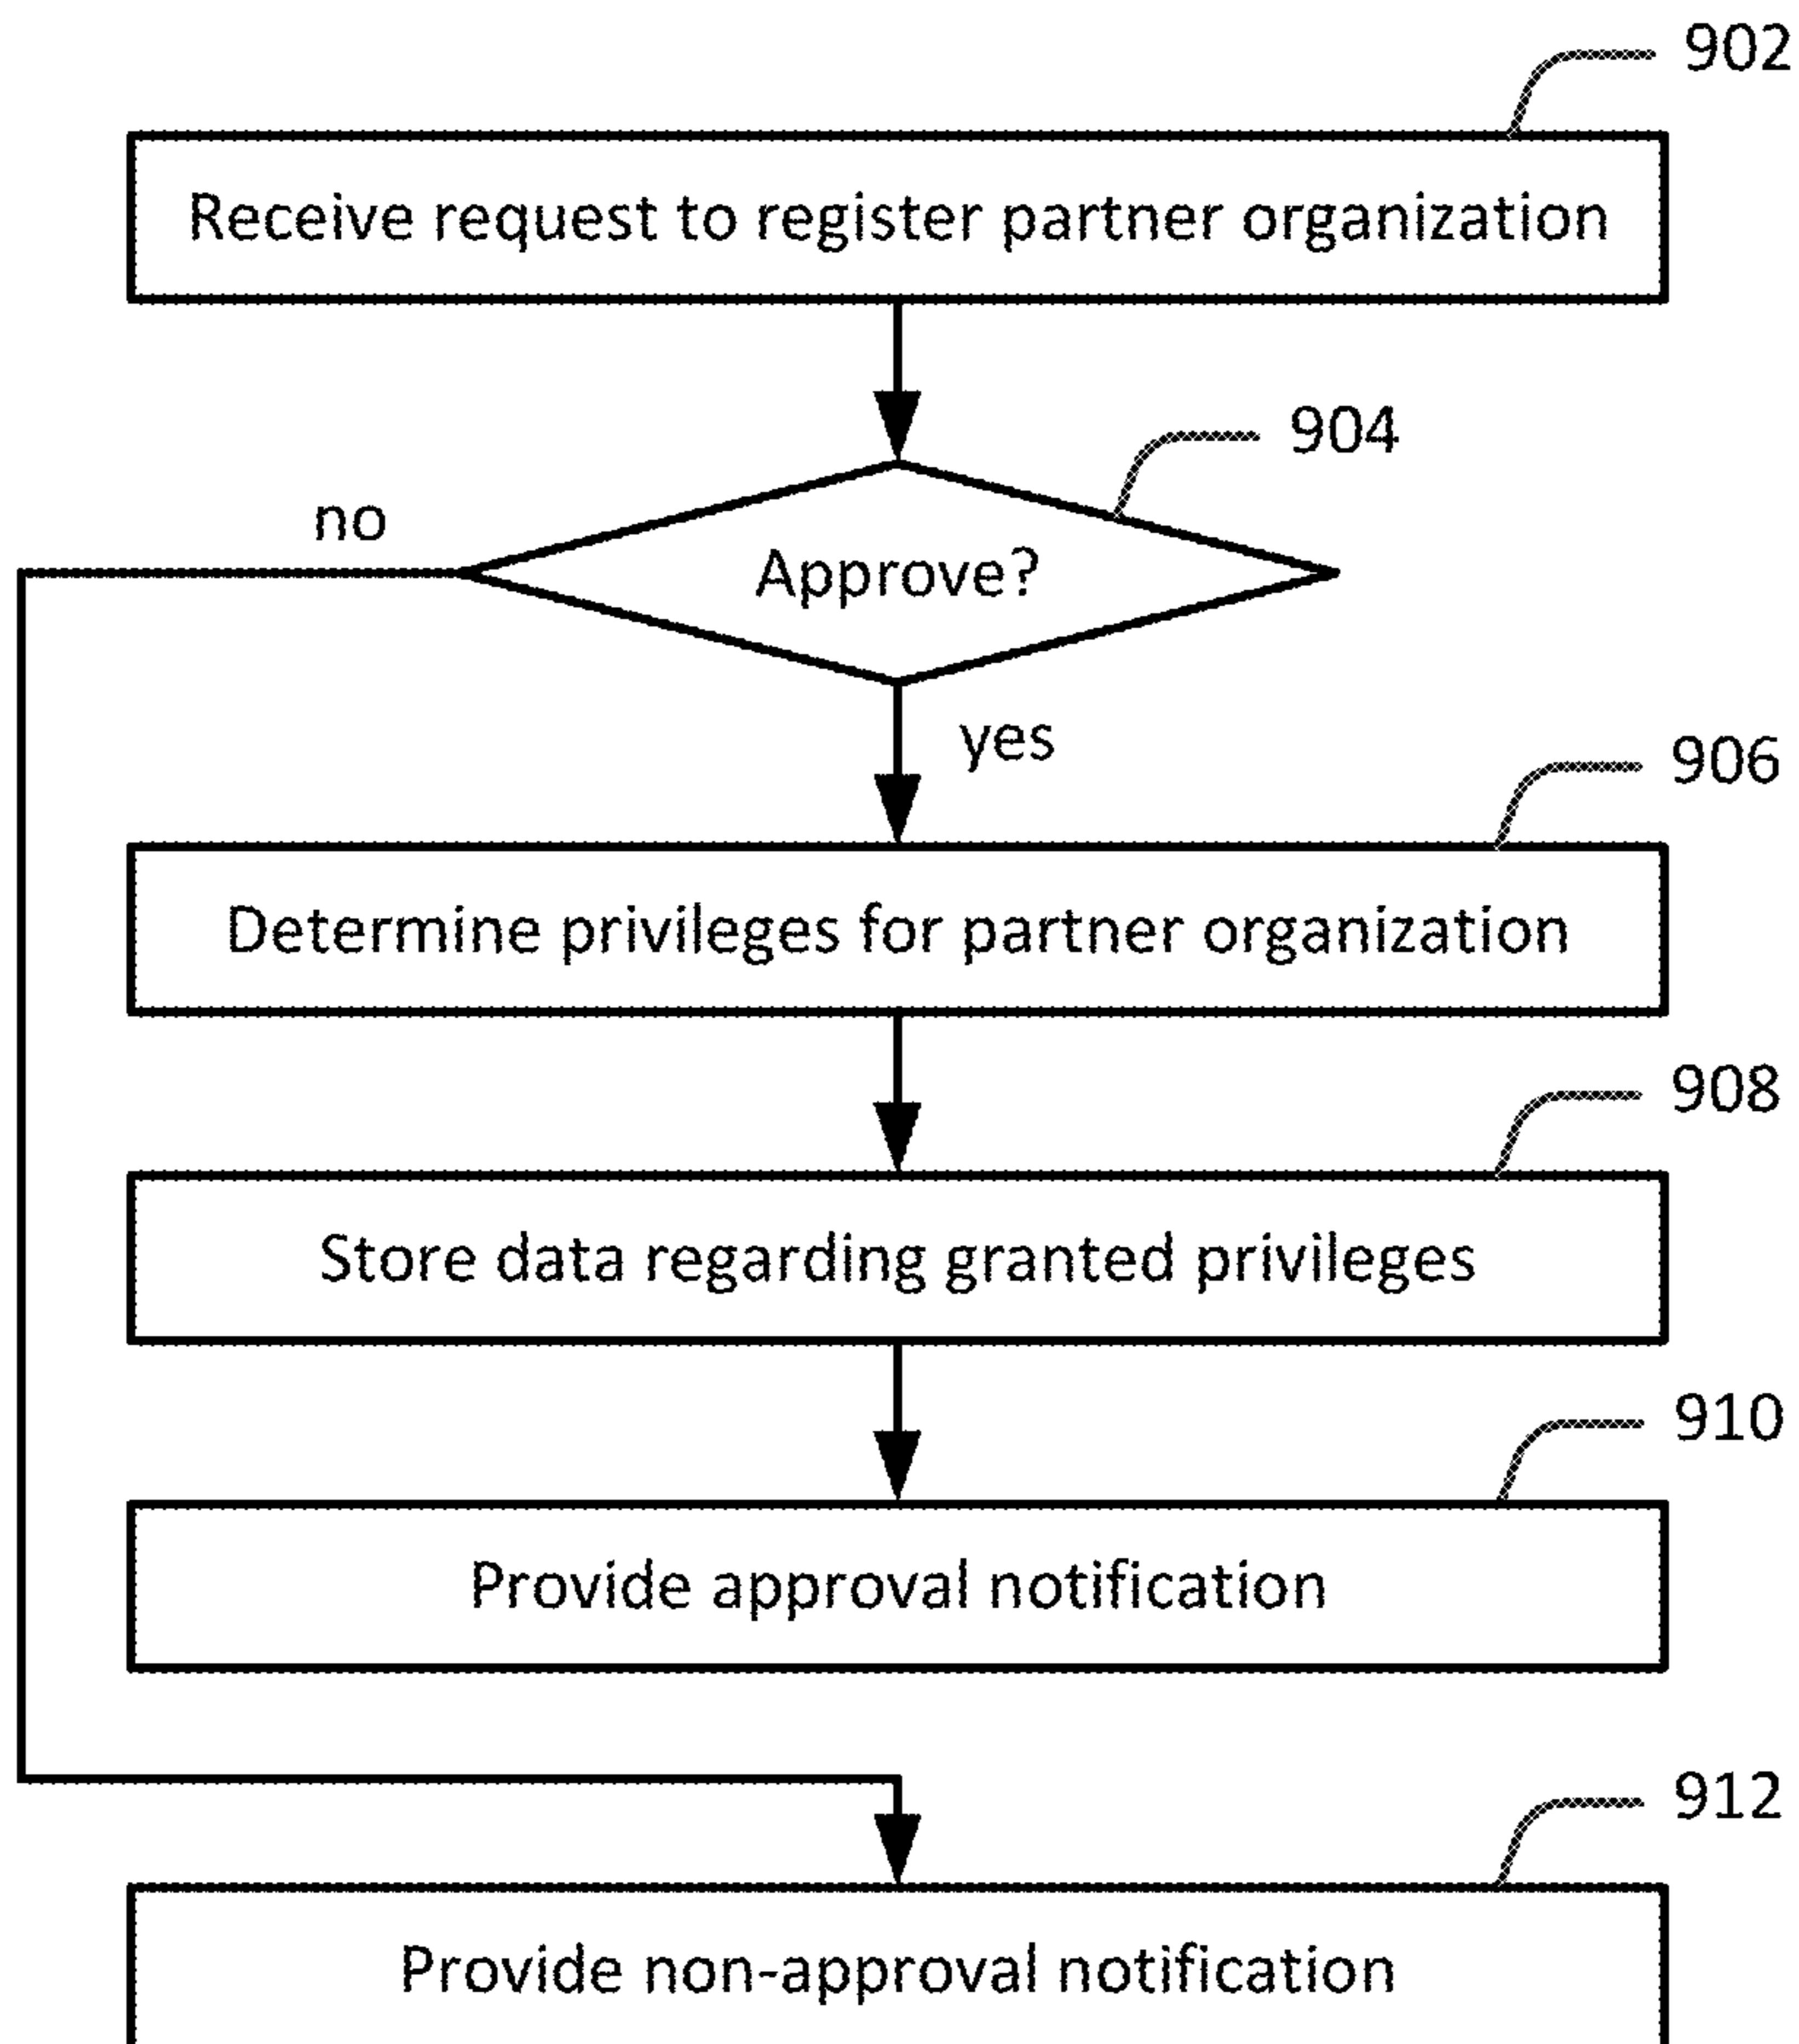 902
Receive request to register partner organization
904
no
Approve?
yes
906
Determine privileges for partner organization
908
Store data regarding granted privileges
910
Provide approval notification
912
Provide non-approval notification